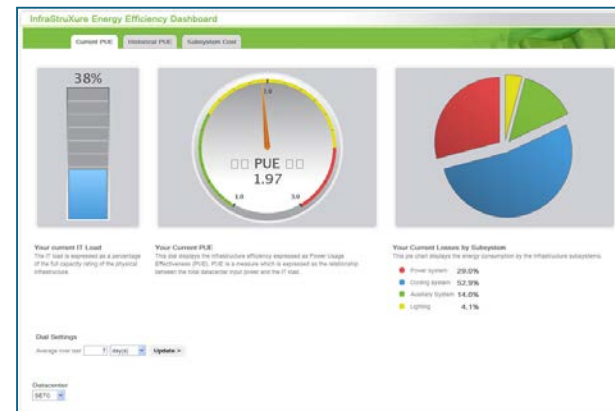 InfraStruXure Energy Efficiency Dashboard
Current PUE
Historical PUE
Subsystem Cost
38%
2.0
PUE
1.97
1.0
3.0
Your current IT Load
The IT load is expressed as a percentage
of the full capacity rating of the physical
infrastructure.
Your Current PUE
This dial displays the infrastructure efficiency expressed as Power Usage
Effectiveness (PUE). PUE is a measure which is expressed as the relationship
between the total datacenter input power and the IT load.
Your Current Losses by Subsystem
This pie chart displays the energy consumption by the infrastructure subsystems.
Power system 29.0%
Cooling system 52.9%
Auxiliary System 14.0%
Lighting 4.1%
Dial Settings
Average over last
day(s)
Update >
Datacenter